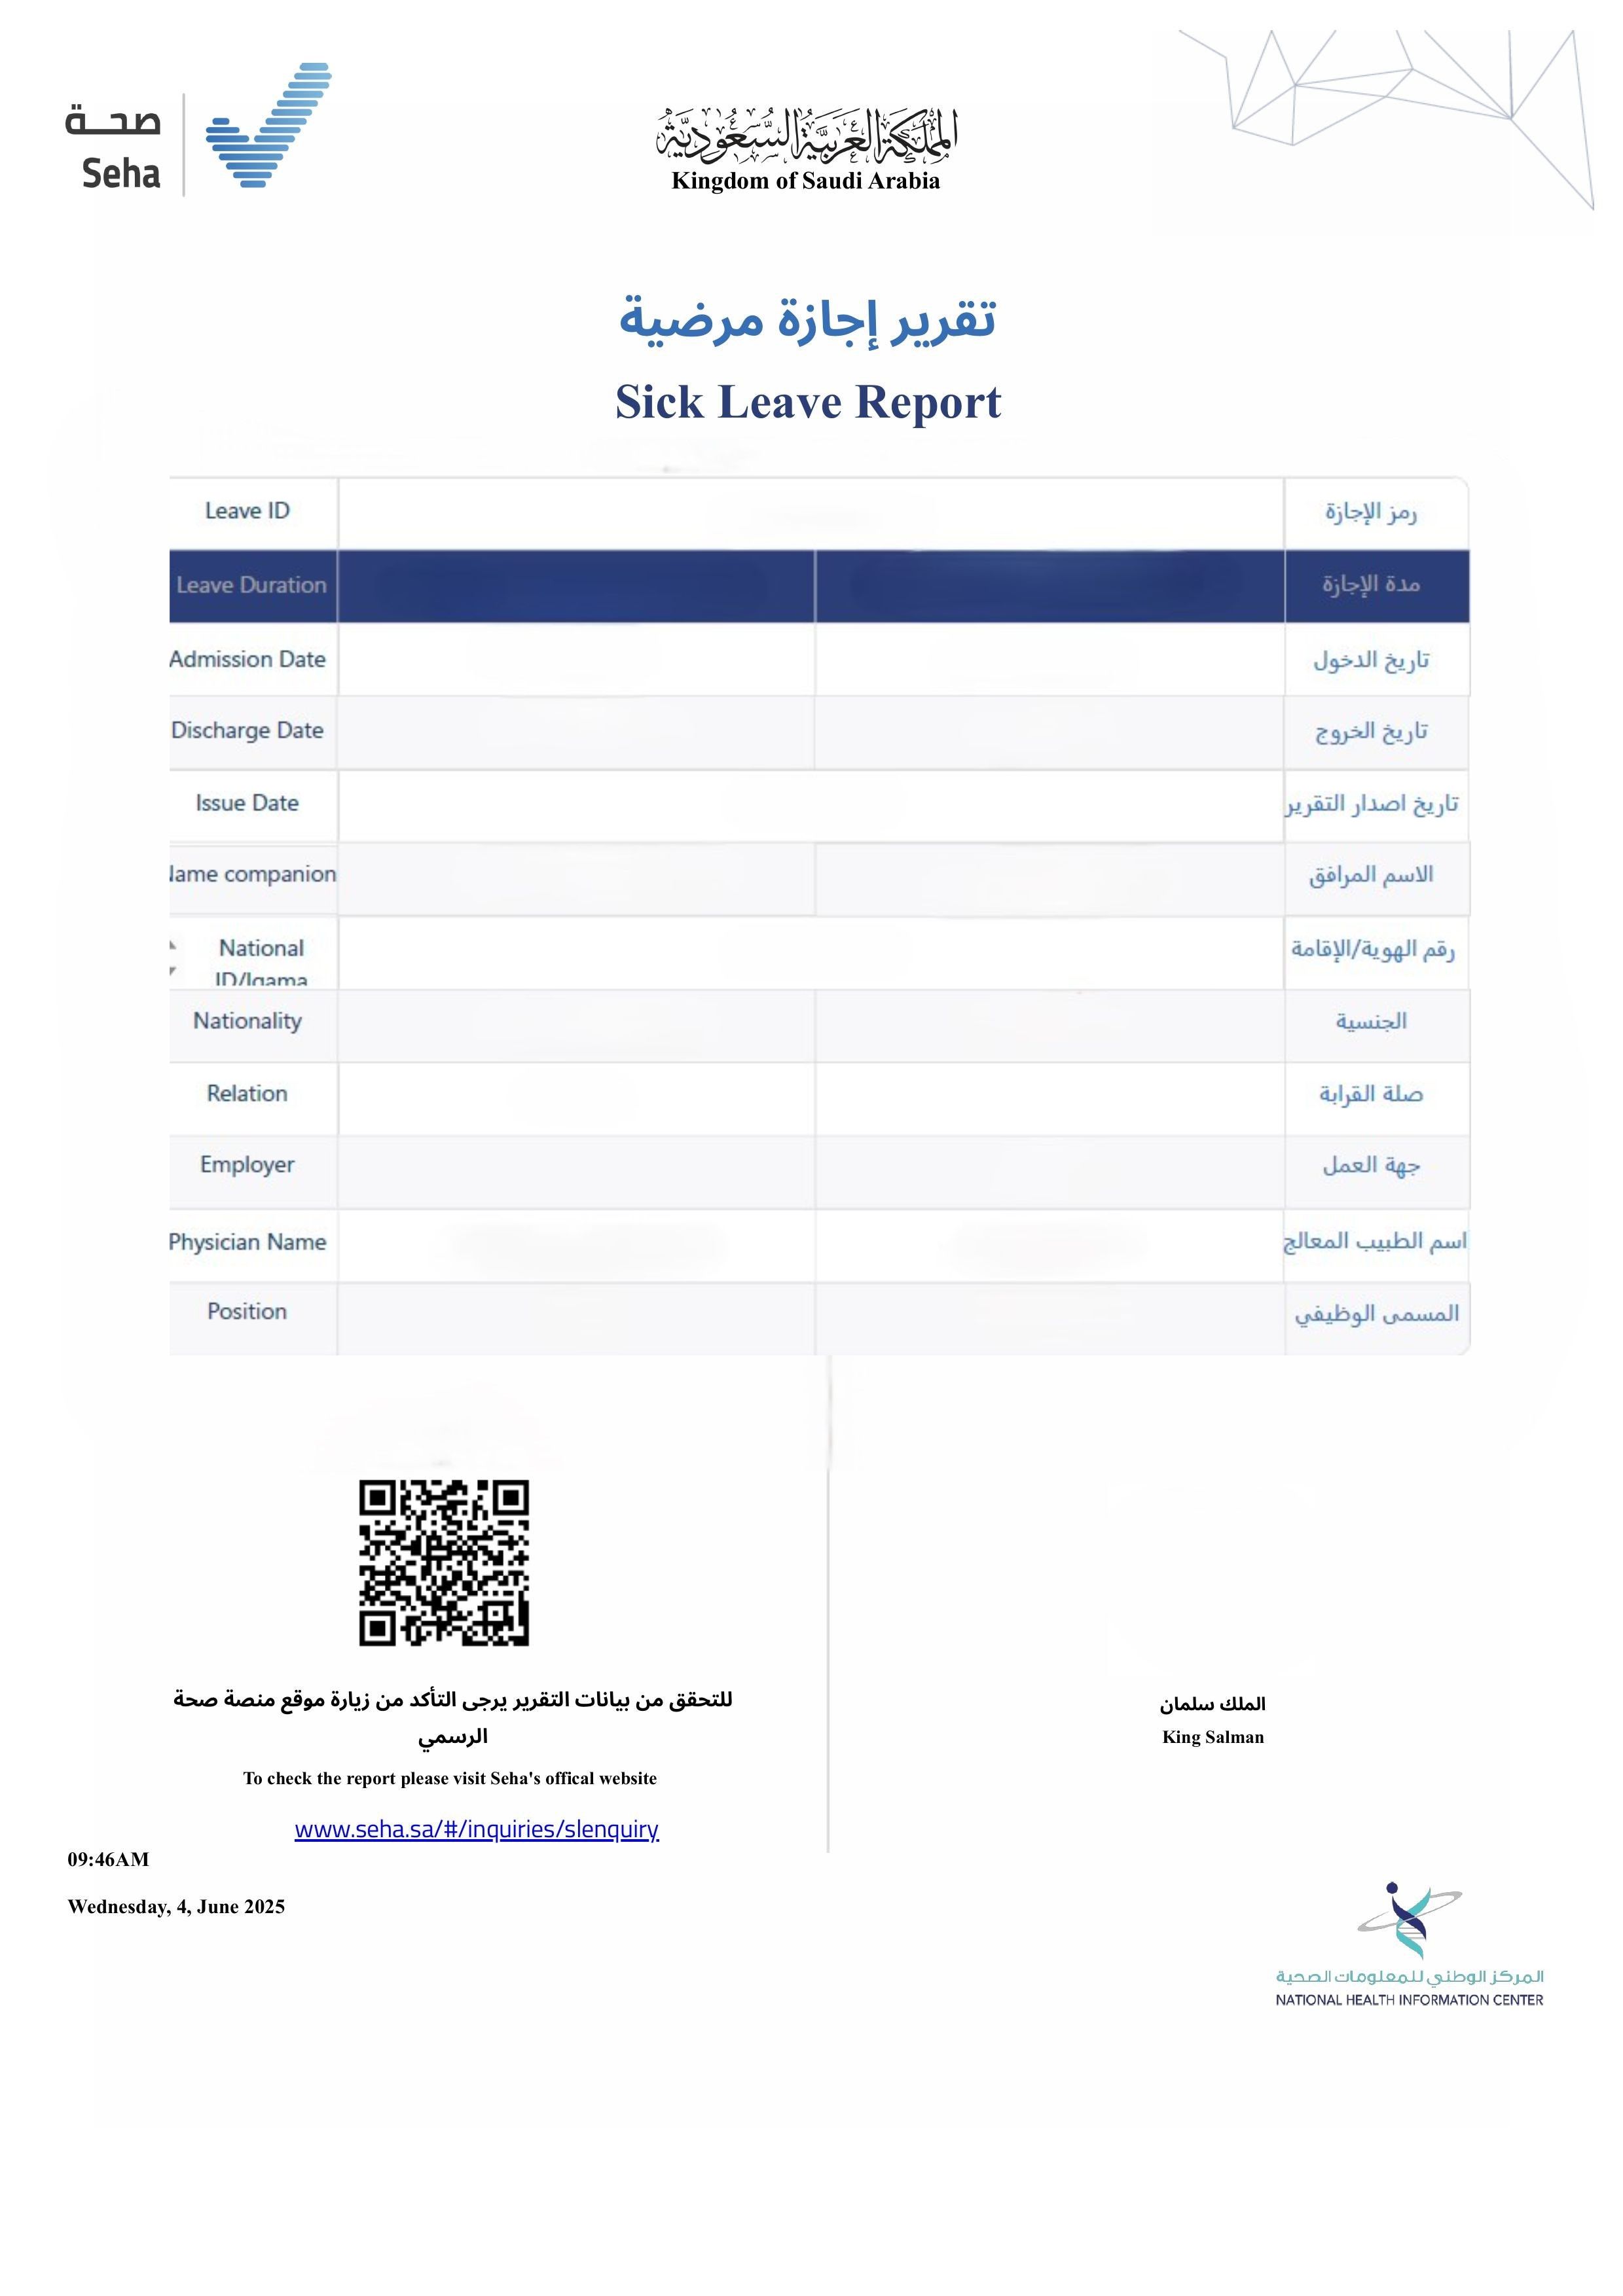 صحة
Seha
المملكة العربية السعودية
Kingdom of Saudi Arabia
تقرير إجازة مرضية
Sick Leave Report
Leave ID رمز الإجازة
Leave Duration مدة الإجازة
Admission Date تاريخ الدخول
Discharge Date تاريخ الخروج
Issue Date تاريخ اصدار التقرير
Name companion الاسم المرافق
National رقم الهوية/الإقامة
ID/Iqama
Nationality الجنسية
Relation صلة القرابة
Employer جهة العمل
Physician Name اسم الطبيب المعالج
Position المسمى الوظيفي
للتحقق من بيانات التقرير يرجى التأكد من زيارة موقع منصة صحة
الرسمي
To check the report please visit Seha's offical website
www.seha.sa/#/inquiries/slenquiry
الملك سلمان
King Salman
09:46AM
Wednesday, 4, June 2025
المركز الوطني للمعلومات الصحية
NATIONAL HEALTH INFORMATION CENTER